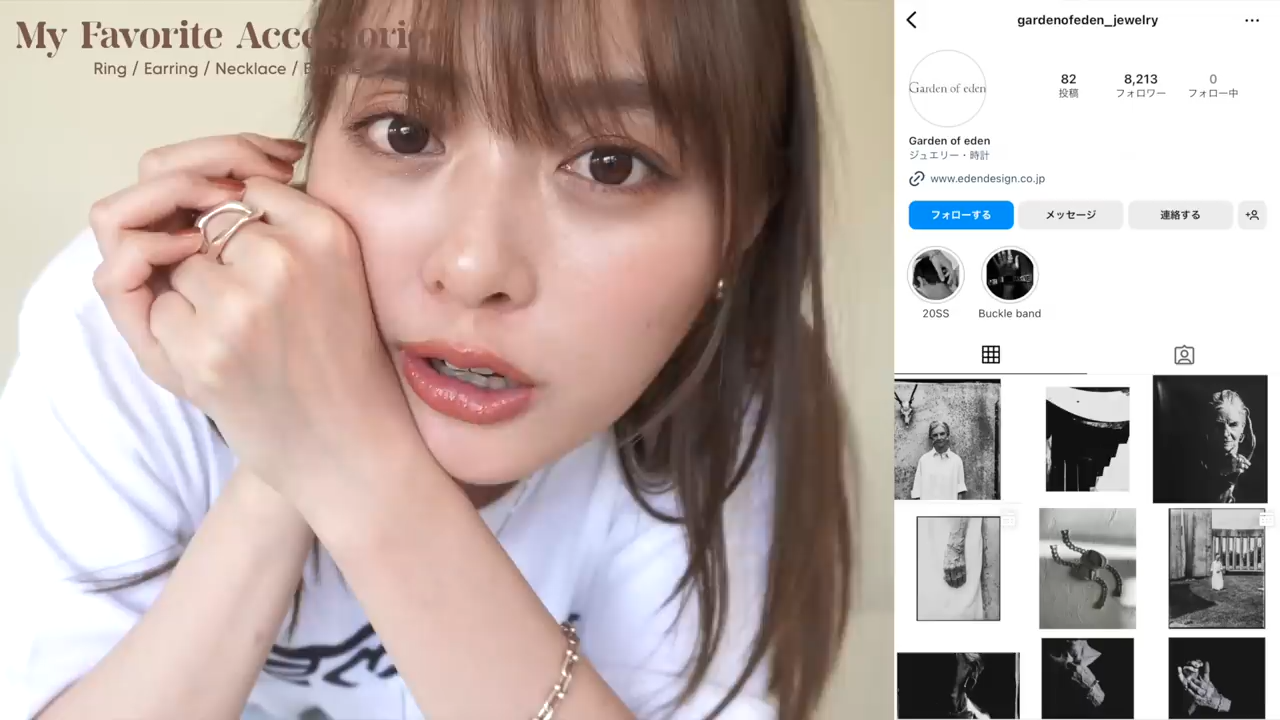 My Favorite Accessories
Ring / Earring / Necklace /
gardenofeden_jewelry
Garden of eden
82
8,213
0
投稿
フォロワー
フォロー中
Garden of eden
ジュエリー・時計
www.edendesign.co.jp
フォローする
メッセージ
連絡する
20SS
Buckle band